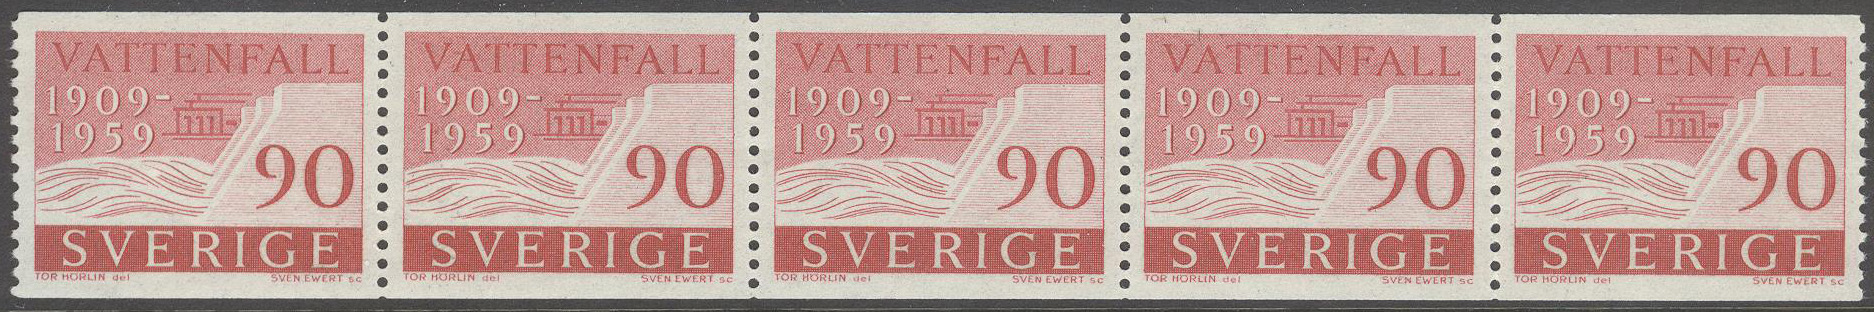 VATTENFALL
1909-
1959
90
SVERIGE
TOR HÖRLIN del
SVEN EWERT sc
VATTENFALL
1909-
1959
90
SVERIGE
TOR HÖRLIN del
SVEN EWERT sc
VATTENFALL
1909-
1959
90
SVERIGE
TOR HÖRLIN del
SVEN EWERT sc
VATTENFALL
1909-
1959
90
SVERIGE
TOR HÖRLIN del
SVEN EWERT sc
VATTENFALL
1909-
1959
90
SVERIGE
TOR HÖRLIN del
SVEN EWERT sc